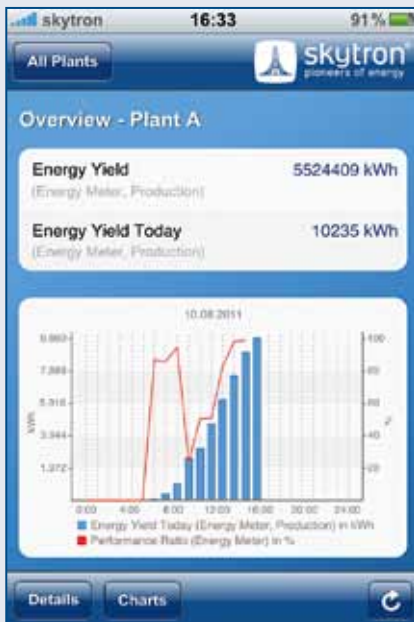 skytron 16:33 91%
All Plants
skytron
pioneers of energy
Overview - Plant A
Energy Yield 5524409 kWh
(Energy Meter, Production)
Energy Yield Today 10235 kWh
(Energy Meter, Production)
10.08.2011
100
80
60
40
20
kWh
%
0:00 4:00 8:00 12:00 16:00 20:00 24:00
Energy Yield Today (Energy Meter, Production) in kWh
Performance Ratio (Energy Meter) in %
Details Charts